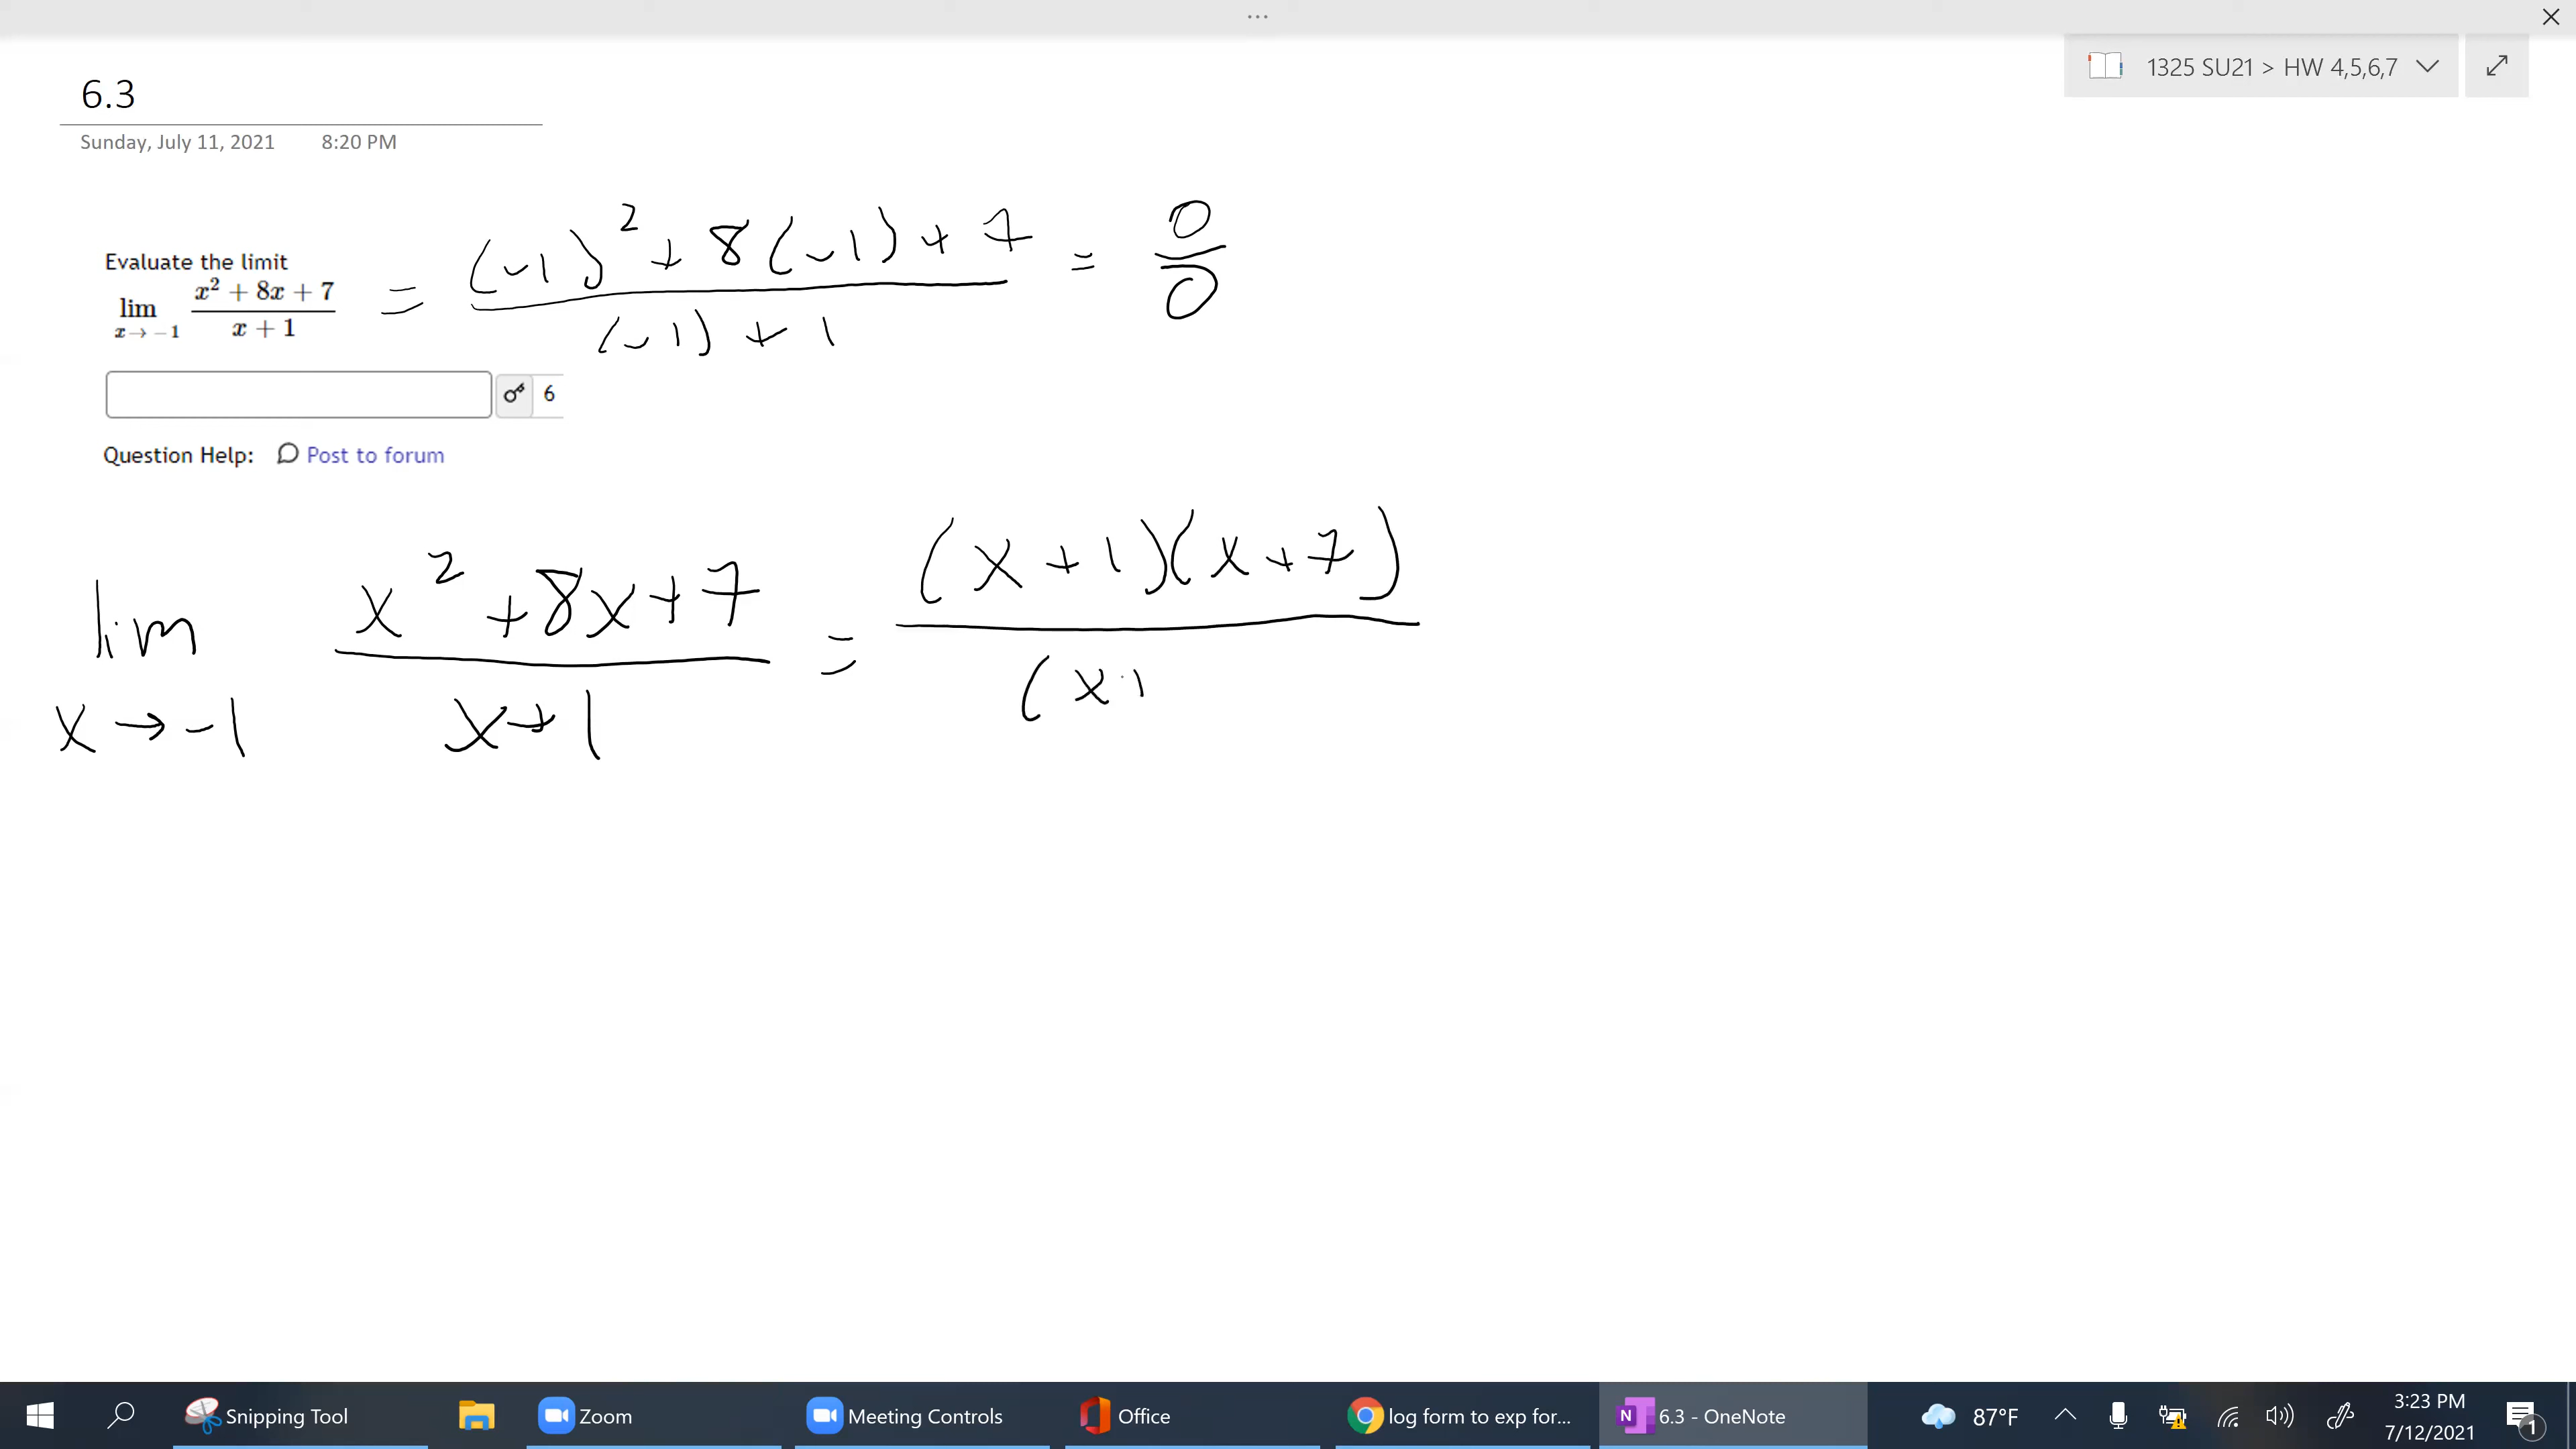 ...
1325 SU21 > HW 4,5,6,7
6.3
Sunday, July 11, 2021 8:20 PM
Evaluate the limit
lim x→−1 (x² + 8x + 7)/(x + 1) = ((-1)² + 8(-1) + 7)/((-1) + 1) = 0/0
6
Question Help: Post to forum
lim x→-1 (x² + 8x + 7)/(x + 1) = (x + 1)(x + 7)/(x
Snipping Tool Zoom Meeting Controls Office log form to exp for... 6.3 - OneNote 87°F 3:23 PM
7/12/2021 1